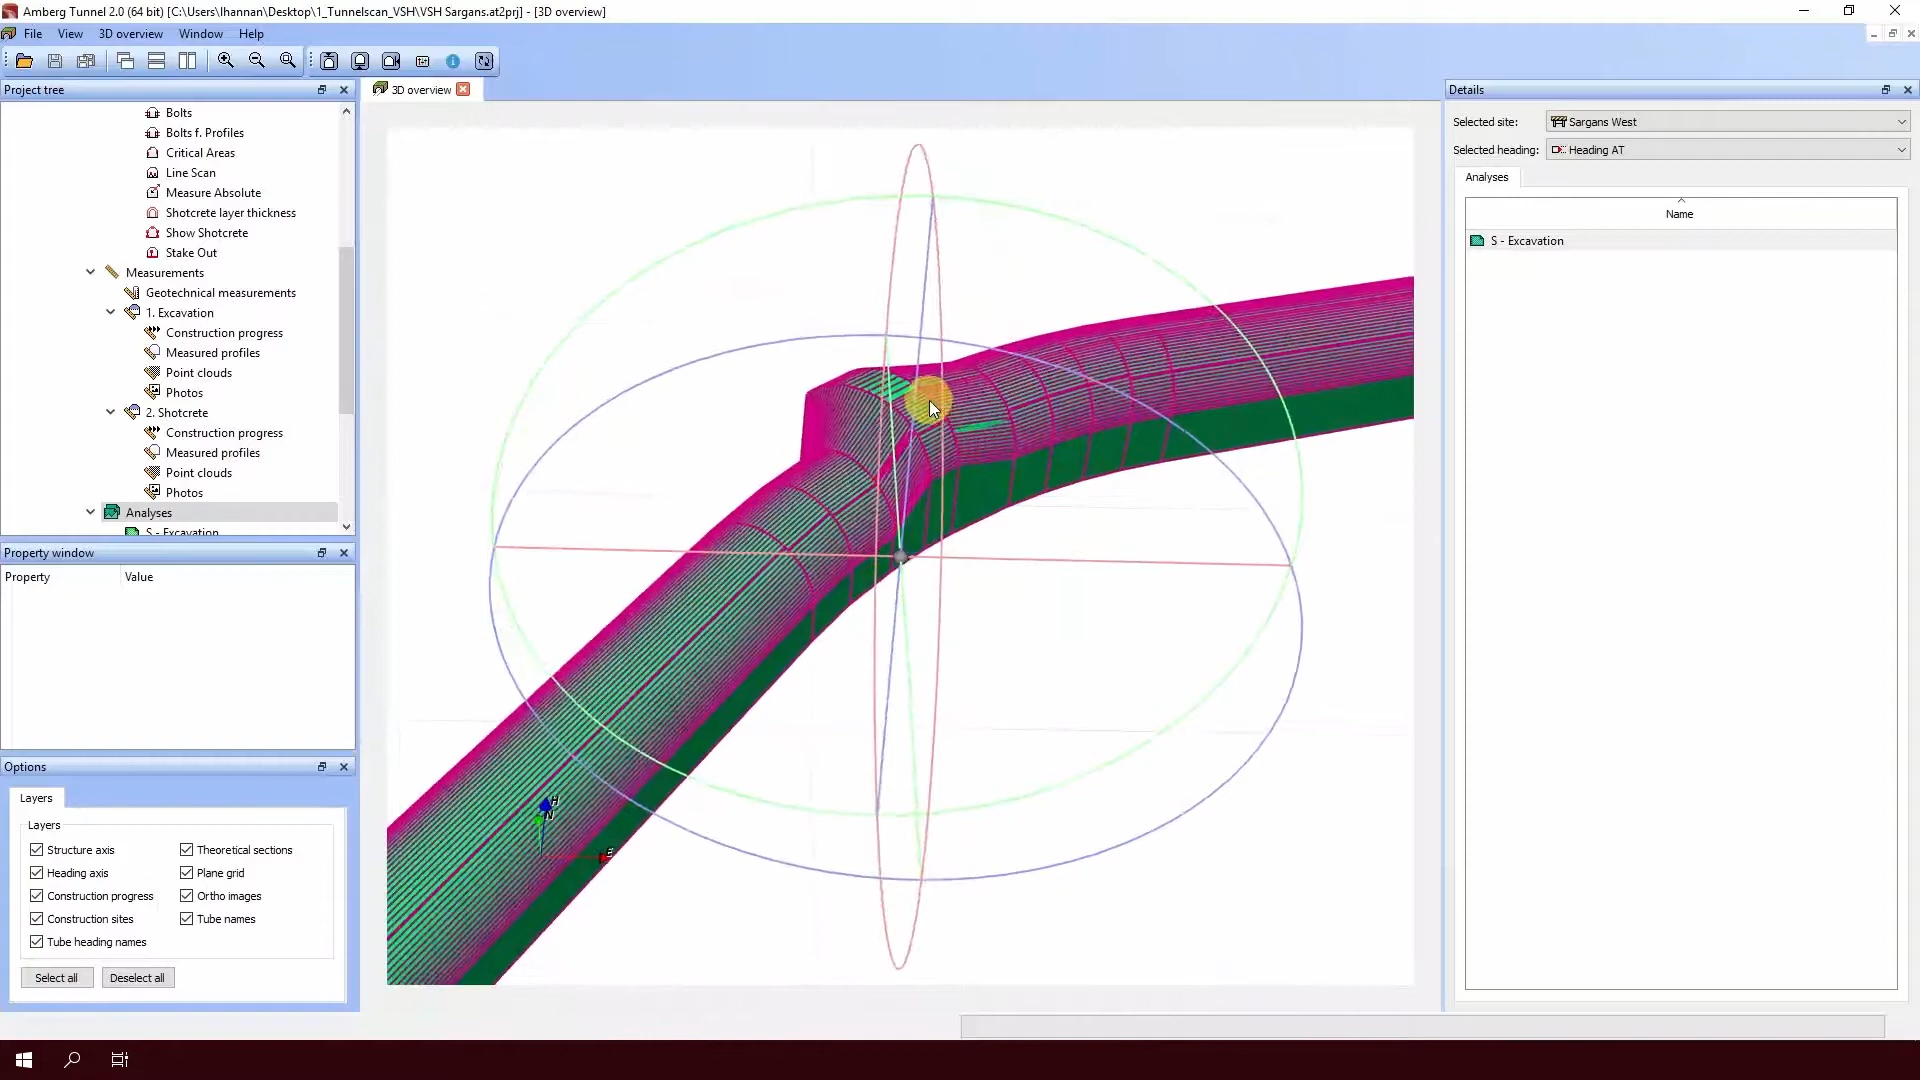 Amberg Tunnel 2.0 (64 bit) [C:\Users\lhannan\Desktop\1_Tunnelscan_VSH\VSH Sargans.at2prj] - [3D overview]
File View 3D overview Window Help
Project tree
3D overview
Details
Bolts
Bolts f. Profiles
Critical Areas
Line Scan
Measure Absolute
Shotcrete layer thickness
Show Shotcrete
Stake Out
Measurements
Geotechnical measurements
1. Excavation
Construction progress
Measured profiles
Point clouds
Photos
2. Shotcrete
Construction progress
Measured profiles
Point clouds
Photos
Analyses
S - Excavation
Property window
Property Value
Options
Layers
Layers
Structure axis Theoretical sections
Heading axis Plane grid
Construction progress Ortho images
Construction sites Tube names
Tube heading names
Select all Deselect all
H
N
E
Selected site: Sargans West
Selected heading: Heading AT
Analyses
Name
S - Excavation